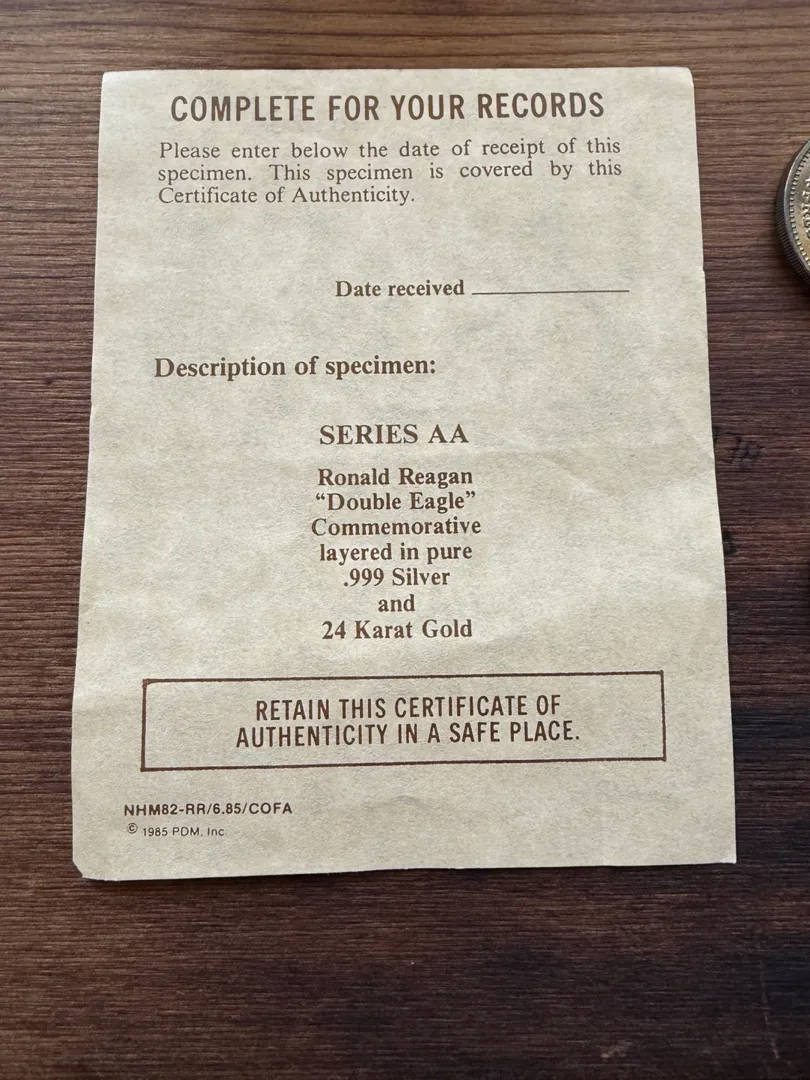 COMPLETE FOR YOUR RECORDS
Please enter below the date of receipt of this
specimen. This specimen is covered by this
Certificate of Authenticity.
Date received
Description of specimen:
SERIES AA
Ronald Reagan
“Double Eagle”
Commemorative
layered in pure
.999 Silver
and
24 Karat Gold
RETAIN THIS CERTIFICATE OF
AUTHENTICITY IN A SAFE PLACE.
NHM82-RR/6.85/COFA
© 1985 PDM, Inc